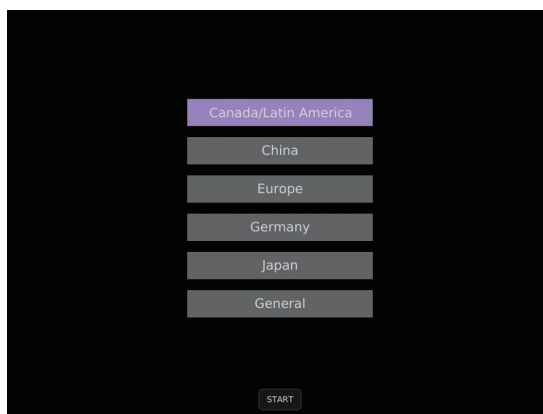 Canada/Latin America
China
Europe
Germany
Japan
General
START